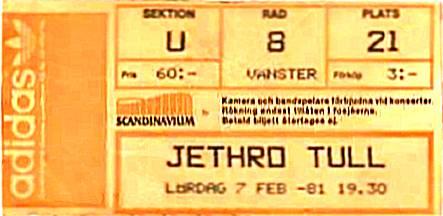 adidas
SEKTION RAD PLATS
U 8 21
Pris 60:- VÄNSTER Förköp 3:-
SCANDINAVIUM
Kamera och bandspelare förbjudna vid konserter.
Rökning endast tillåten i foajéerna.
Betald biljett återtages ej.
JETHRO TULL
LØRDAG 7 FEB -81 19.30